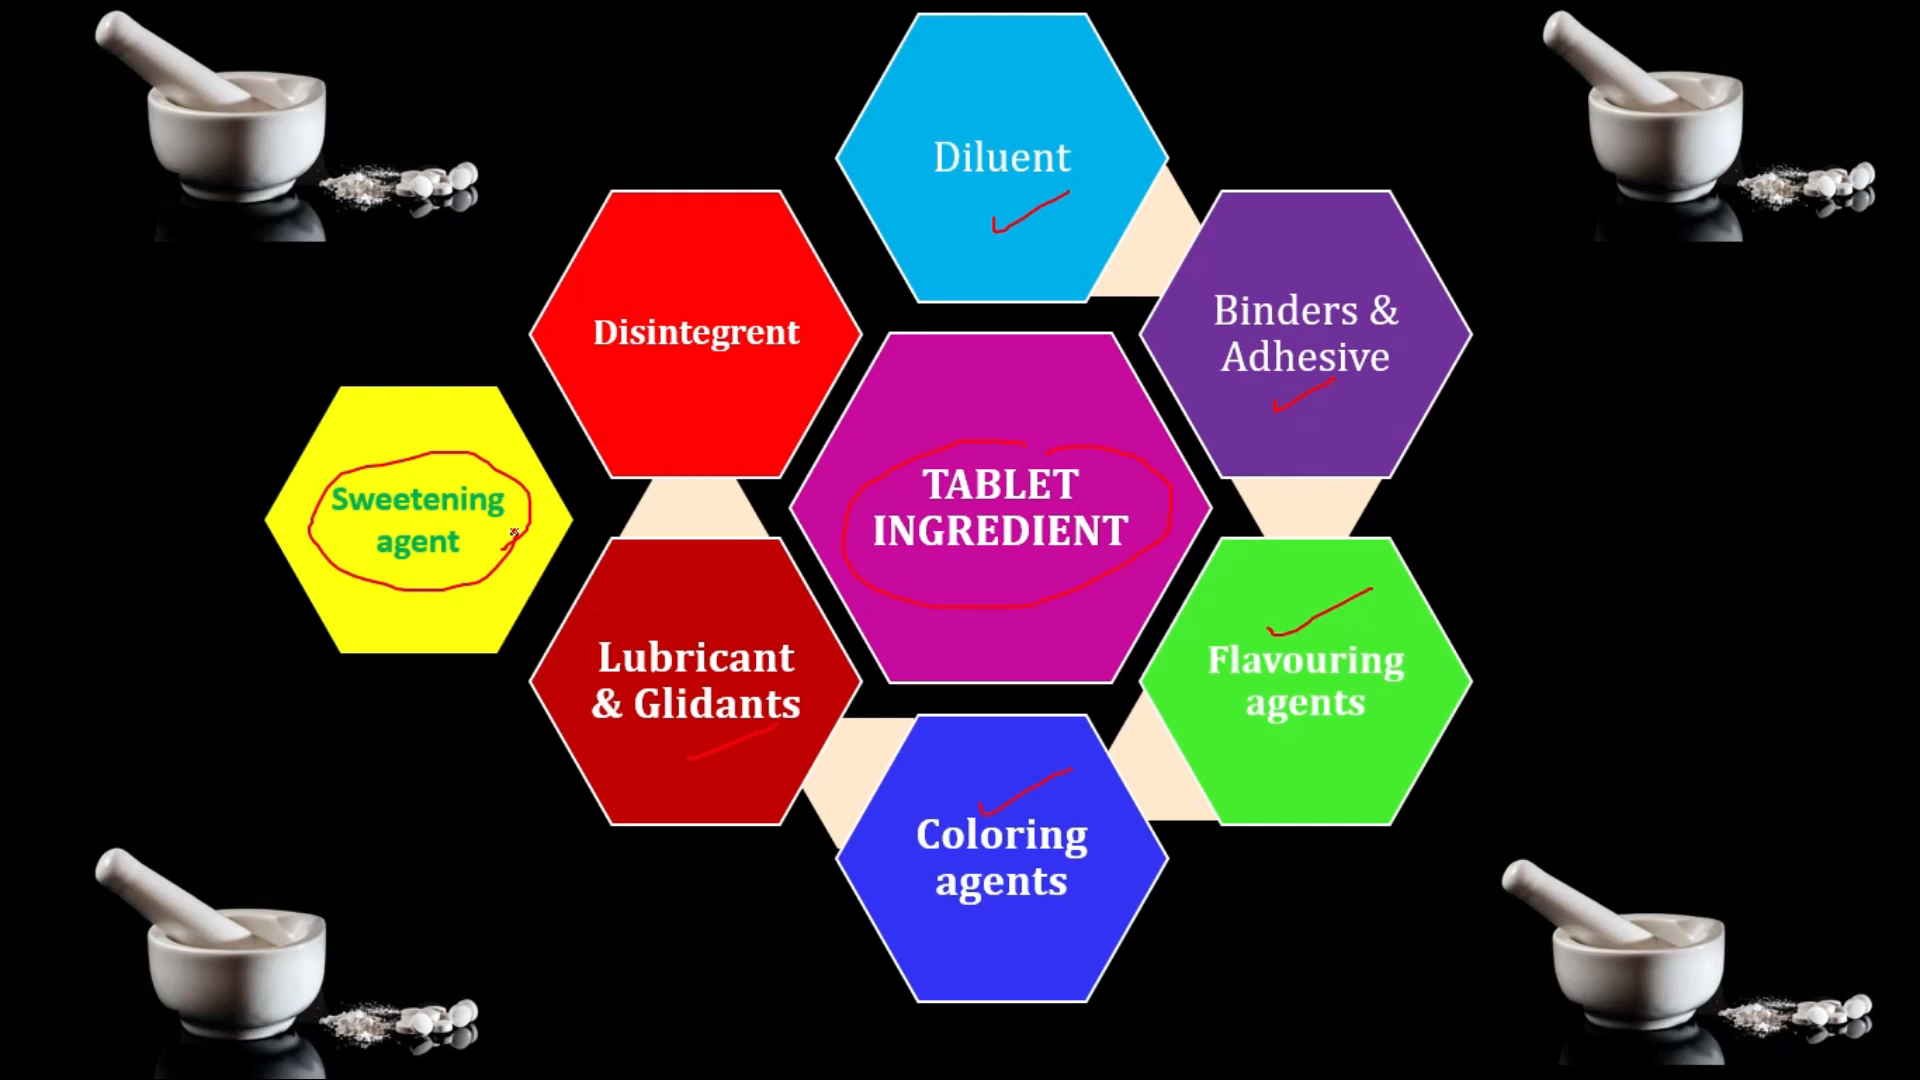 Diluent
Binders &
Adhesive
Disintegrent
TABLET
INGREDIENT
Sweetening
agent
Lubricant
& Glidants
Flavouring
agents
Coloring
agents